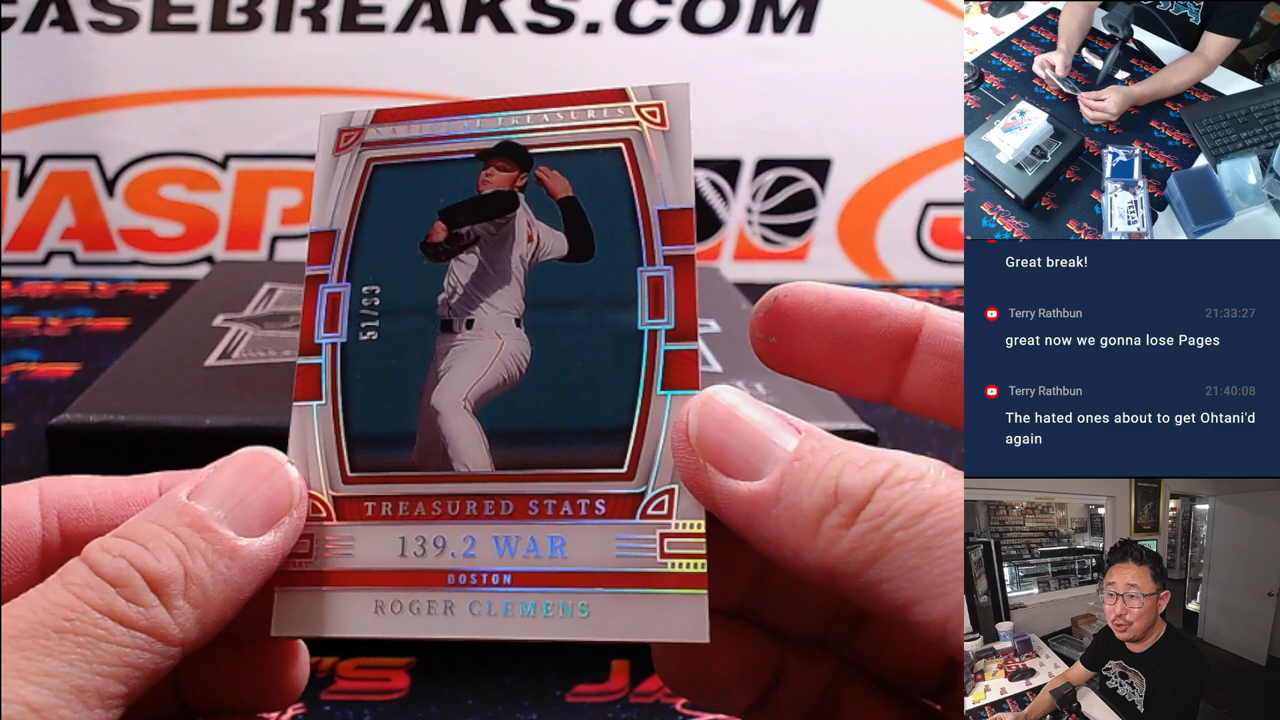 CASEBREAKS.COM
JASP
NATIONAL TREASURES
51/99
TREASURED STATS
139.2 WAR
BOSTON
ROGER CLEMENS
Great break!
Terry Rathbun 21:33:27
great now we gonna lose Pages
Terry Rathbun 21:40:08
The hated ones about to get Ohtani'd
again